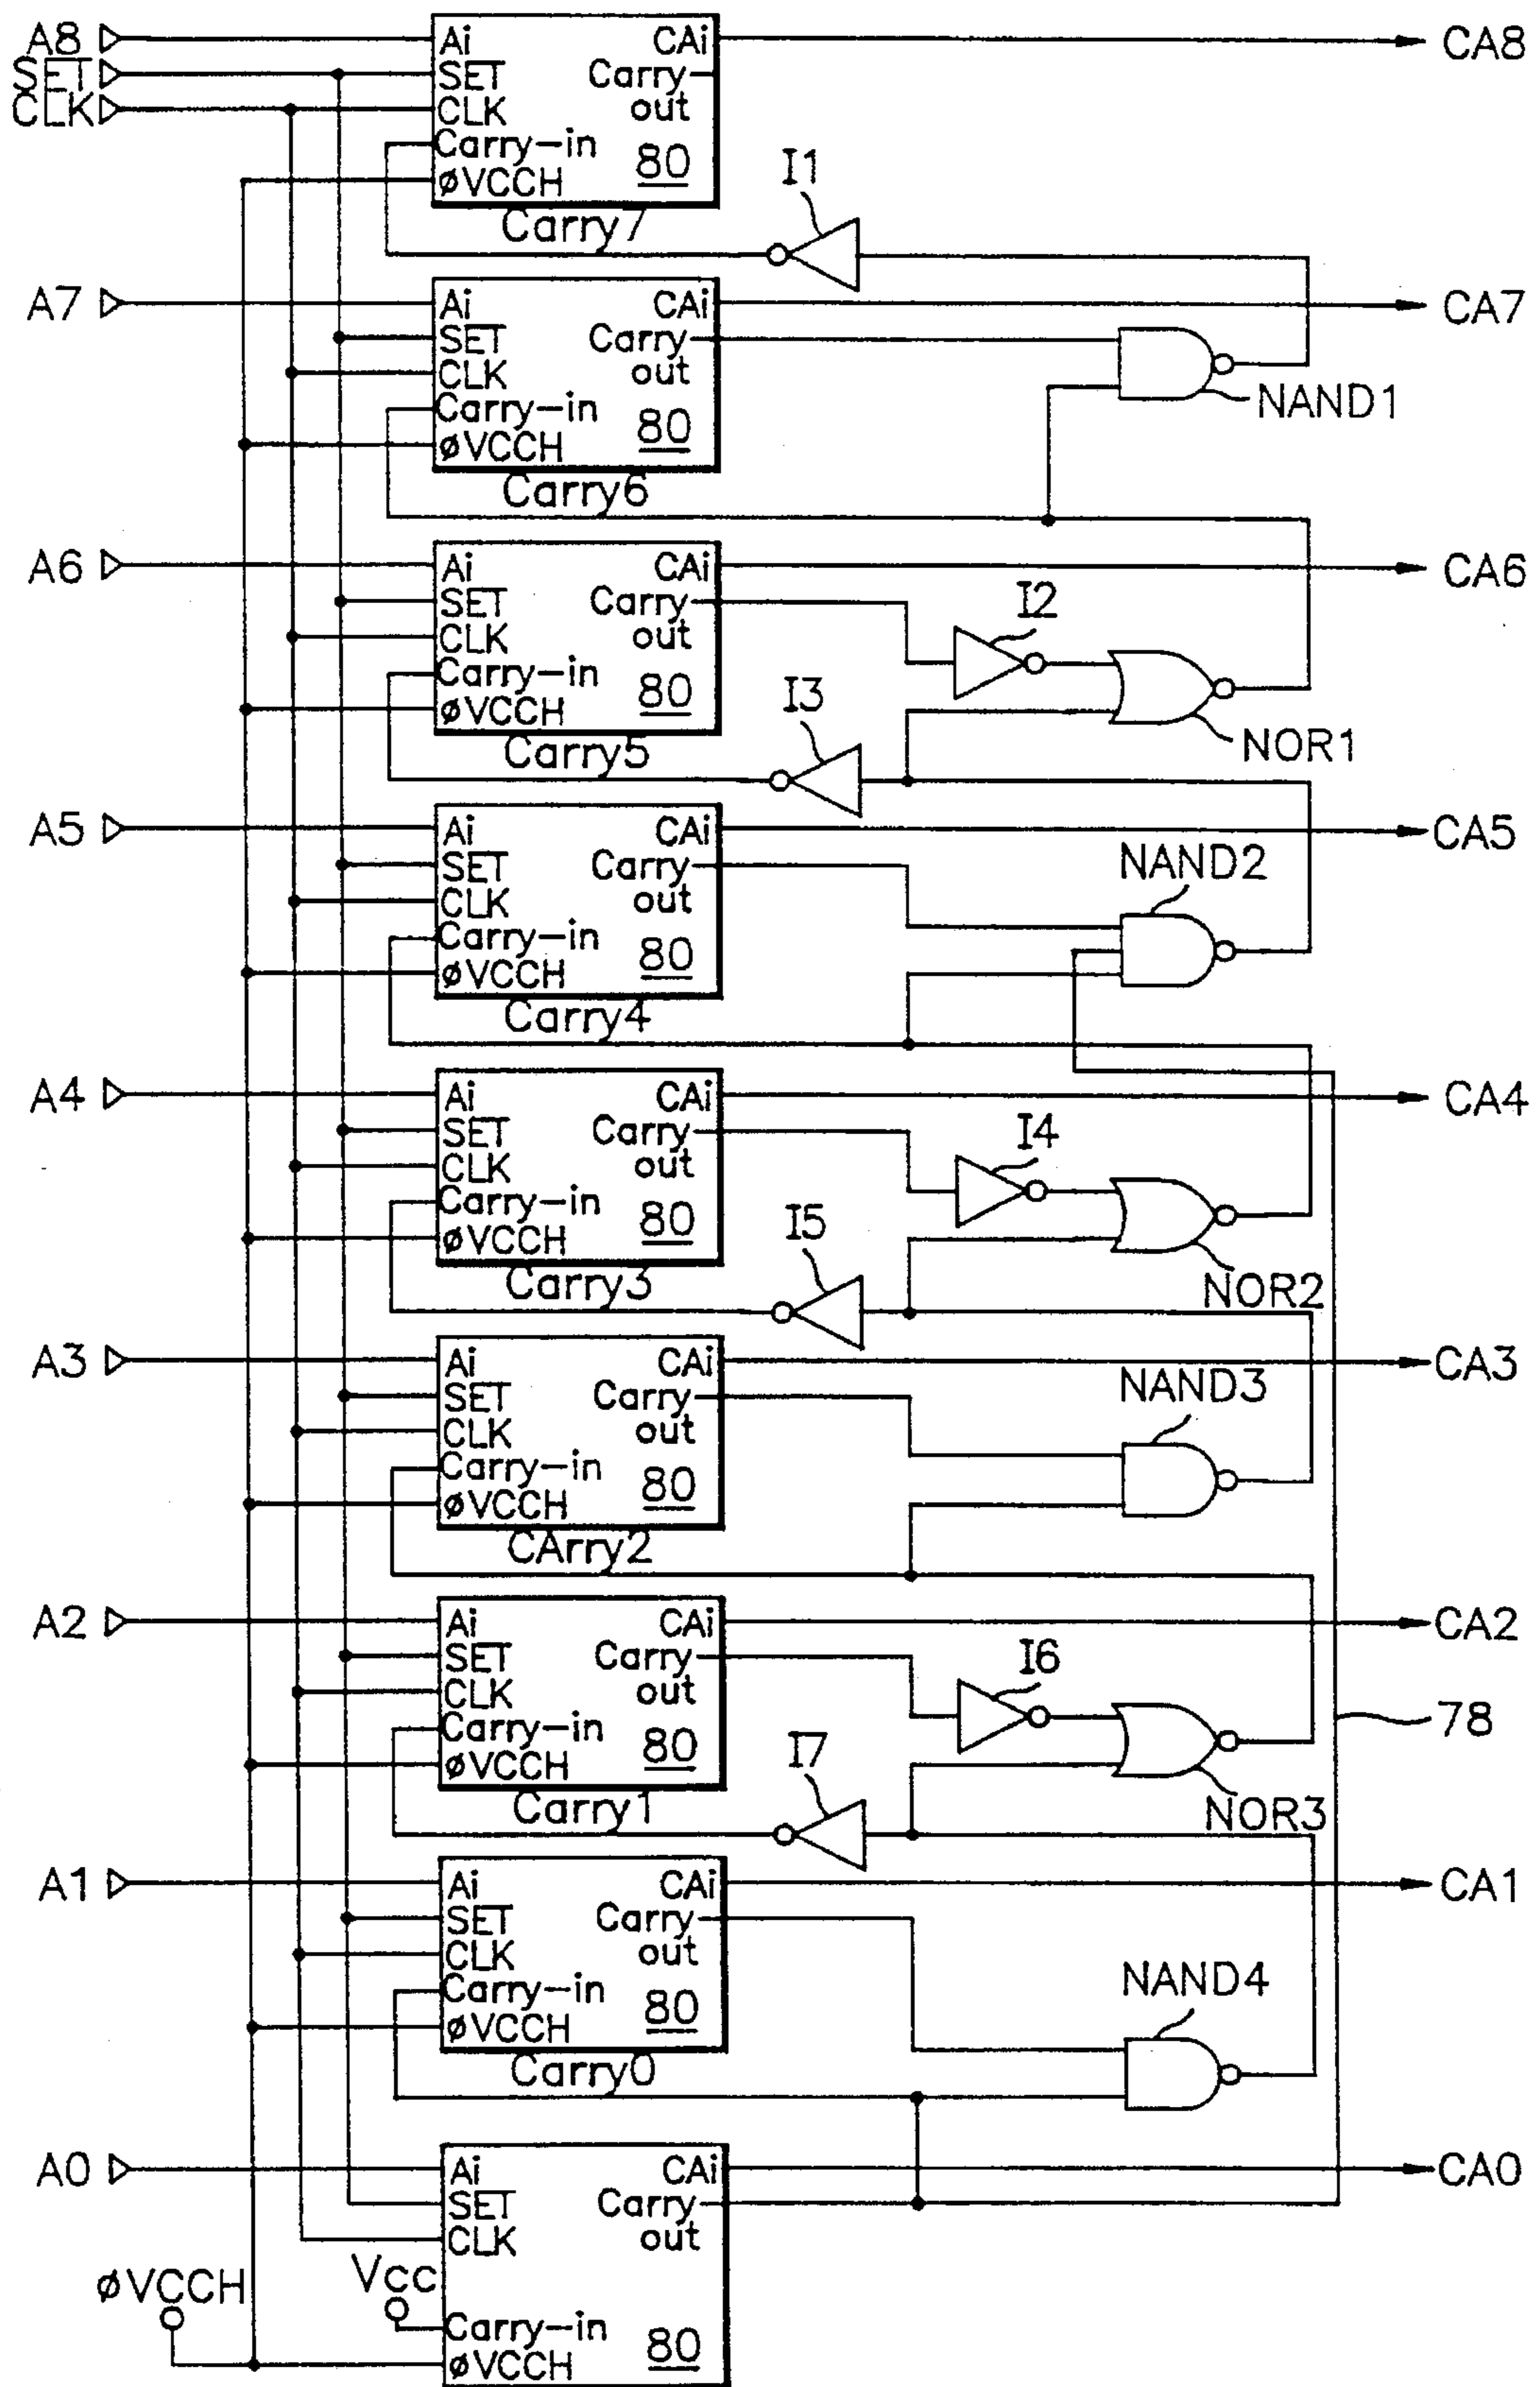 A8
SET
CLK
Ai
SET
CLK
Carry-in
øVCCH
CAi
Carry
out
80
CA8
Carry7
I1
A7
Ai
SET
CLK
Carry-in
øVCCH
CAi
Carry
out
80
CA7
NAND1
Carry6
A6
Ai
SET
CLK
Carry-in
øVCCH
CAi
Carry
out
80
CA6
I2
I3
NOR1
Carry5
A5
Ai
SET
CLK
Carry-in
øVCCH
CAi
Carry
out
80
CA5
NAND2
Carry4
A4
Ai
SET
CLK
Carry-in
øVCCH
CAi
Carry
out
80
CA4
I4
I5
NOR2
Carry3
A3
Ai
SET
CLK
Carry-in
øVCCH
CAi
Carry
out
80
CA3
NAND3
CArry2
A2
Ai
SET
CLK
Carry-in
øVCCH
CAi
Carry
out
80
CA2
I6
78
I7
NOR3
Carry1
A1
Ai
SET
CLK
Carry-in
øVCCH
CAi
Carry
out
80
CA1
NAND4
Carry0
A0
Ai
SET
CLK
Carry-in
øVCCH
CAi
Carry
out
80
CA0
øVCCH
Vcc